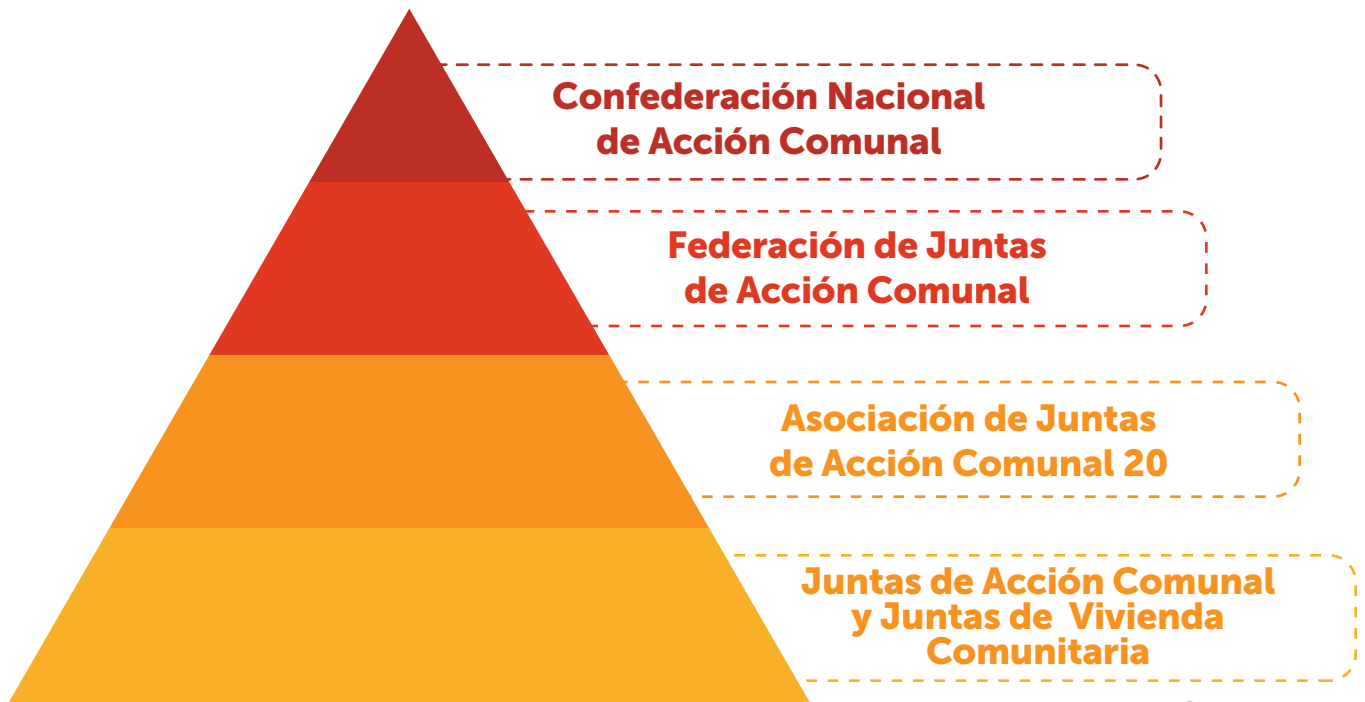 Confederación Nacional
de Acción Comunal
Federación de Juntas
de Acción Comunal
Asociación de Juntas
de Acción Comunal 20
Juntas de Acción Comunal
y Juntas de Vivienda
Comunitaria